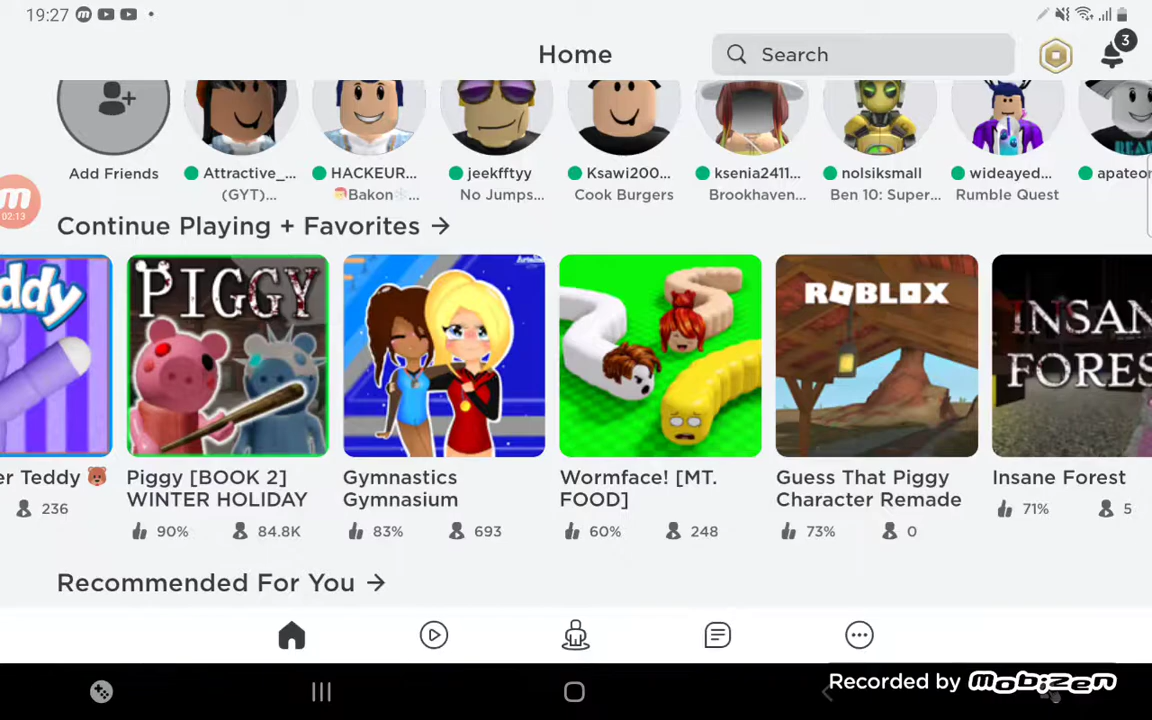 19:27
Home
Search
3
Add Friends
Attractive_...
(GYT)...
HACKEUR...
Bakon ...
jeekfftyy
No Jumps...
Ksawi200...
Cook Burgers
ksenia2411...
Brookhaven...
nolsiksmall
Ben 10: Super...
wideayed...
Rumble Quest
apateor
02:13
Continue Playing + Favorites →
ddy
PIGGY
ROBLOX
INSAN
FORES
er Teddy
236
Piggy [BOOK 2]
WINTER HOLIDAY
90%
84.8K
Gymnastics
Gymnasium
83%
693
Wormface! [MT.
FOOD]
60%
248
Guess That Piggy
Character Remade
73%
0
Insane Forest
71%
5
Recommended For You →
Recorded by mobizen